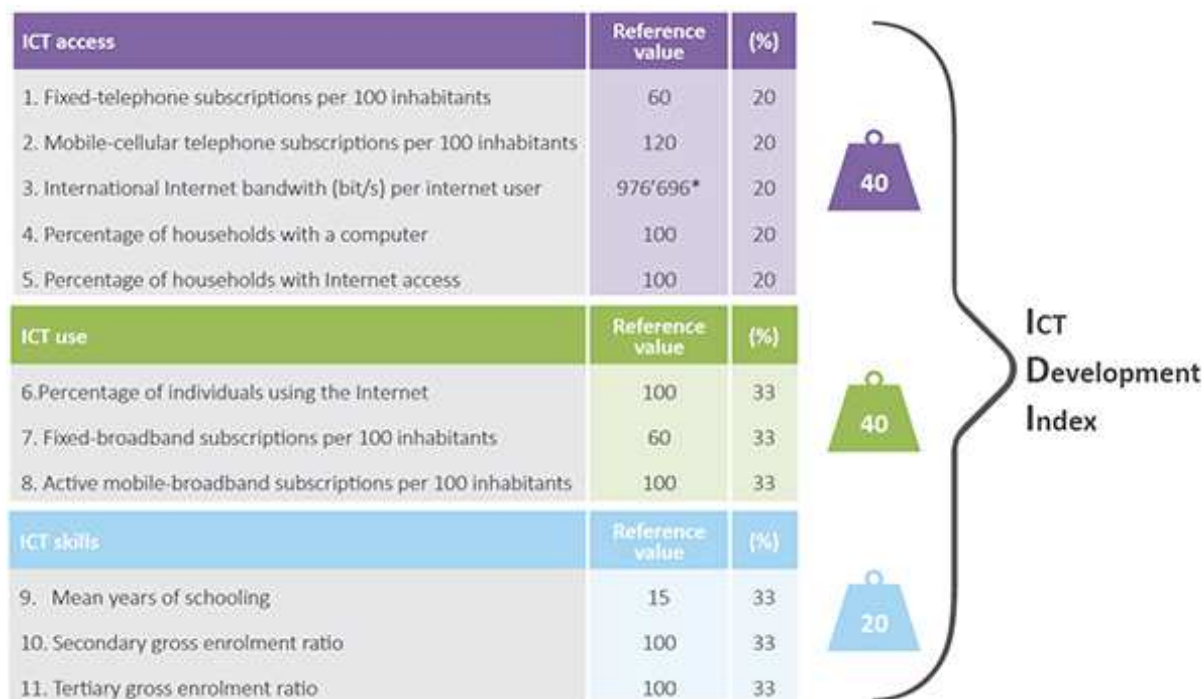 ICT access Reference value (%)
1. Fixed-telephone subscriptions per 100 inhabitants 60 20
2. Mobile-cellular telephone subscriptions per 100 inhabitants 120 20
3. International Internet bandwith (bit/s) per internet user 976’696* 20
4. Percentage of households with a computer 100 20
5. Percentage of households with Internet access 100 20
40
ICT use Reference value (%)
6.Percentage of individuals using the Internet 100 33
7. Fixed-broadband subscriptions per 100 inhabitants 60 33
8. Active mobile-broadband subscriptions per 100 inhabitants 100 33
40
ICT skills Reference value (%)
9. Mean years of schooling 15 33
10. Secondary gross enrolment ratio 100 33
11. Tertiary gross enrolment ratio 100 33
20
ICT
Development
Index